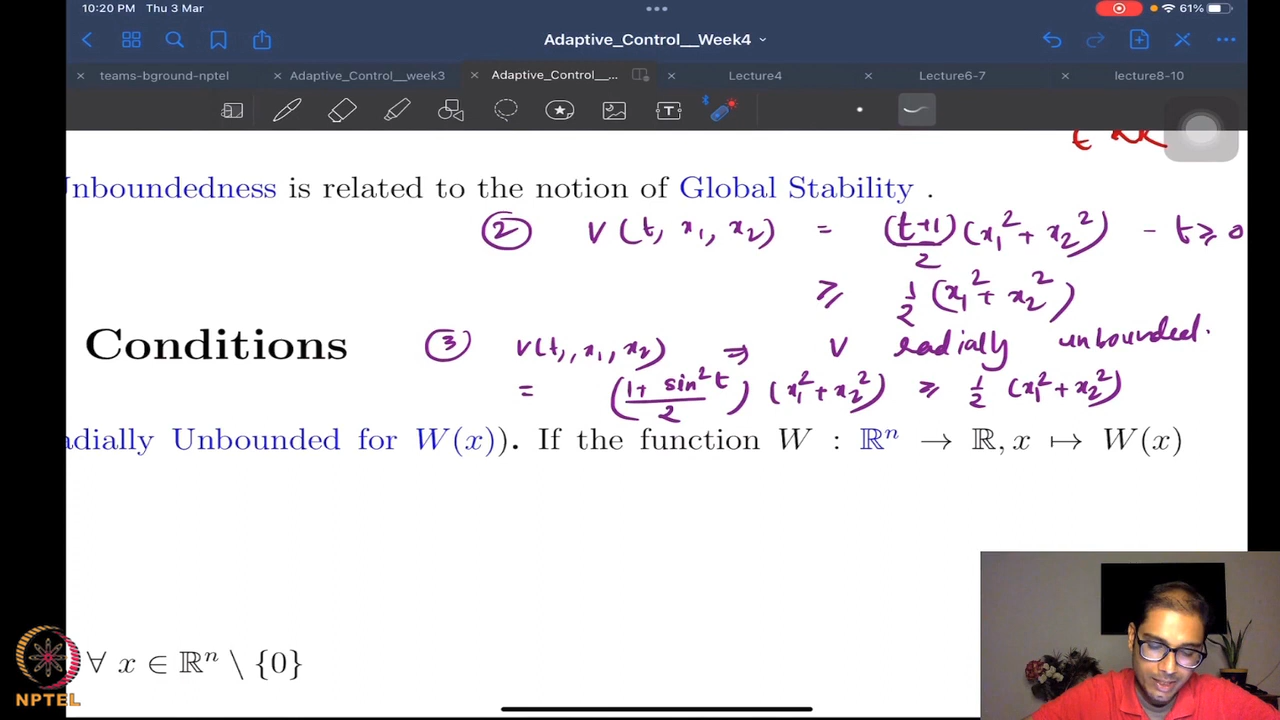 10:20 PM Thu 3 Mar
61%
Adaptive_Control__Week4
teams-bground-nptel
Adaptive_Control__week3
Adaptive_Control__...
Lecture4
Lecture6-7
lecture8-10
Unboundedness is related to the notion of Global Stability .
② V(t, x₁, x₂) = (t+1)/2 (x₁² + x₂²) - t ≥ 0
≥ 1/2 (x₁² + x₂²)
Conditions
③ V(t, x₁, x₂) ⇒ V radially unbounded.
= (1 + sin²t / 2) (x₁² + x₂²) ≥ 1/2 (x₁² + x₂²)
adially Unbounded for W(x)). If the function W : ℝⁿ → ℝ, x ↦ W(x)
∀ x ∈ ℝⁿ \ {0}
NPTEL